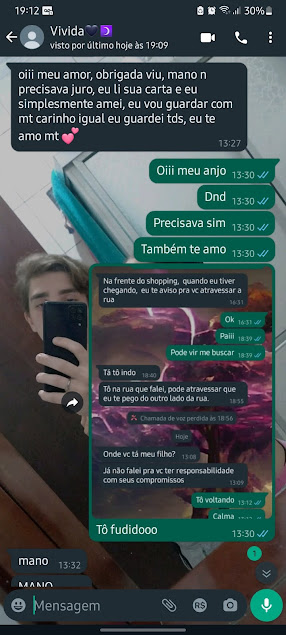 19:12
30%
Vivida🖤🌙
visto por último hoje às 19:09
oiii meu amor, obrigada viu, mano n
precisava juro, eu li sua carta e eu
simplesmente amei, eu vou guardar com
mt carinho igual eu guardei tds, eu te
amo mt 💕
13:27
Oiii meu anjo 13:30
Dnd 13:30
Precisava sim 13:30
Também te amo 13:30
Na frente do shopping, quando eu tiver
chegando, eu te aviso pra vc atravessar a
rua
16:31
Ok 16:31
Paiii 18:39
Pode vir me buscar 18:39
Tá tô indo 18:40
Tô na rua que falei, pode atravessar que
eu te pego do outro lado da rua. 18:55
Chamada de voz perdida às 18:56
Hoje
Onde vc tá meu filho? 13:08
Já não falei pra vc ter responsabilidade
com seus compromissos 13:09
Tô voltando 13:12
Calma
Tô fudidooo 13:30
1
mano 13:32
MANO
Mensagem
R$